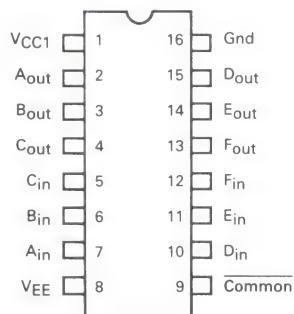 VCC1 1 16 Gnd
Aout 2 15 Dout
Bout 3 14 Eout
Cout 4 13 Fout
Cin 5 12 Fin
Bin 6 11 Ein
Ain 7 10 Din
VEE 8 9 Common